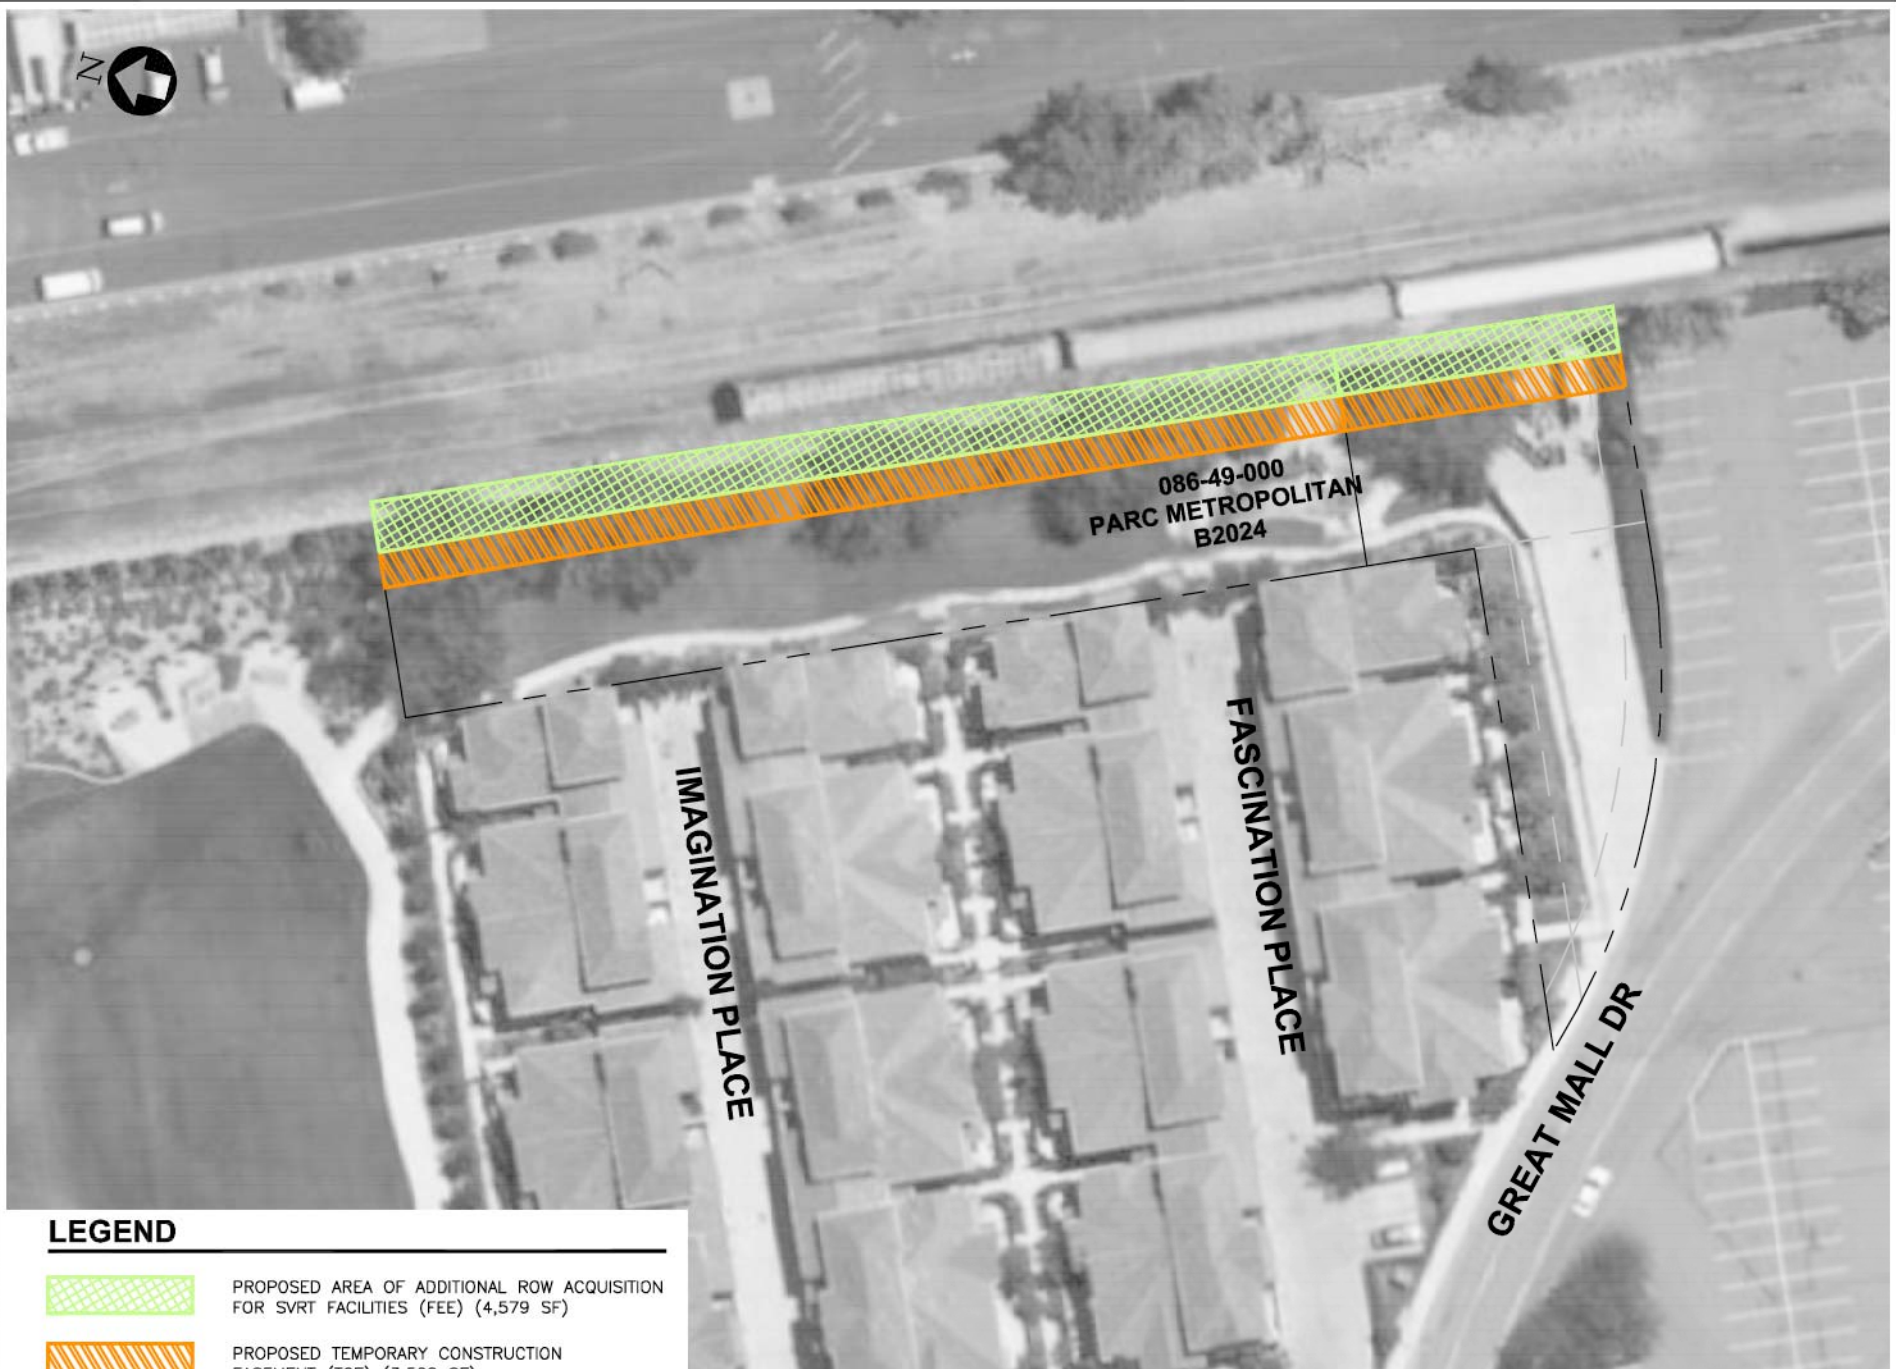 N
086-49-000
PARC METROPOLITAN
B2024
IMAGINATION PLACE
FASCINATION PLACE
GREAT MALL DR
LEGEND
PROPOSED AREA OF ADDITIONAL ROW ACQUISITION
FOR SVRT FACILITIES (FEE) (4,579 SF)
PROPOSED TEMPORARY CONSTRUCTION